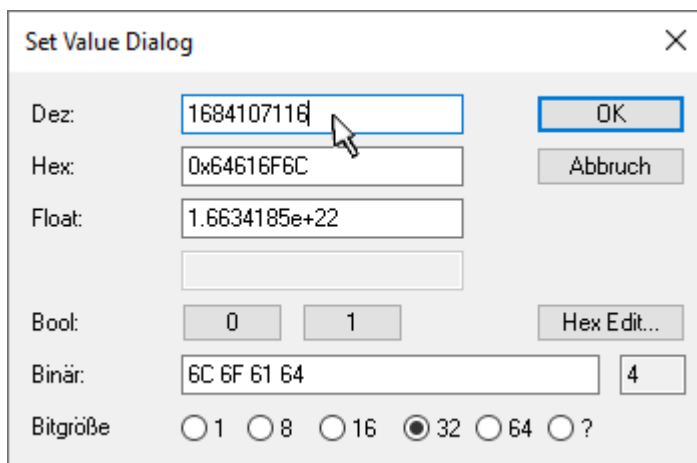 Set Value Dialog
Dez: 1684107116 OK
Hex: 0x64616F6C Abbruch
Float: 1.6634185e+22
Bool: 0 1 Hex Edit...
Binär: 6C 6F 61 64 4
Bitgröße 1 8 16 32 64 ?